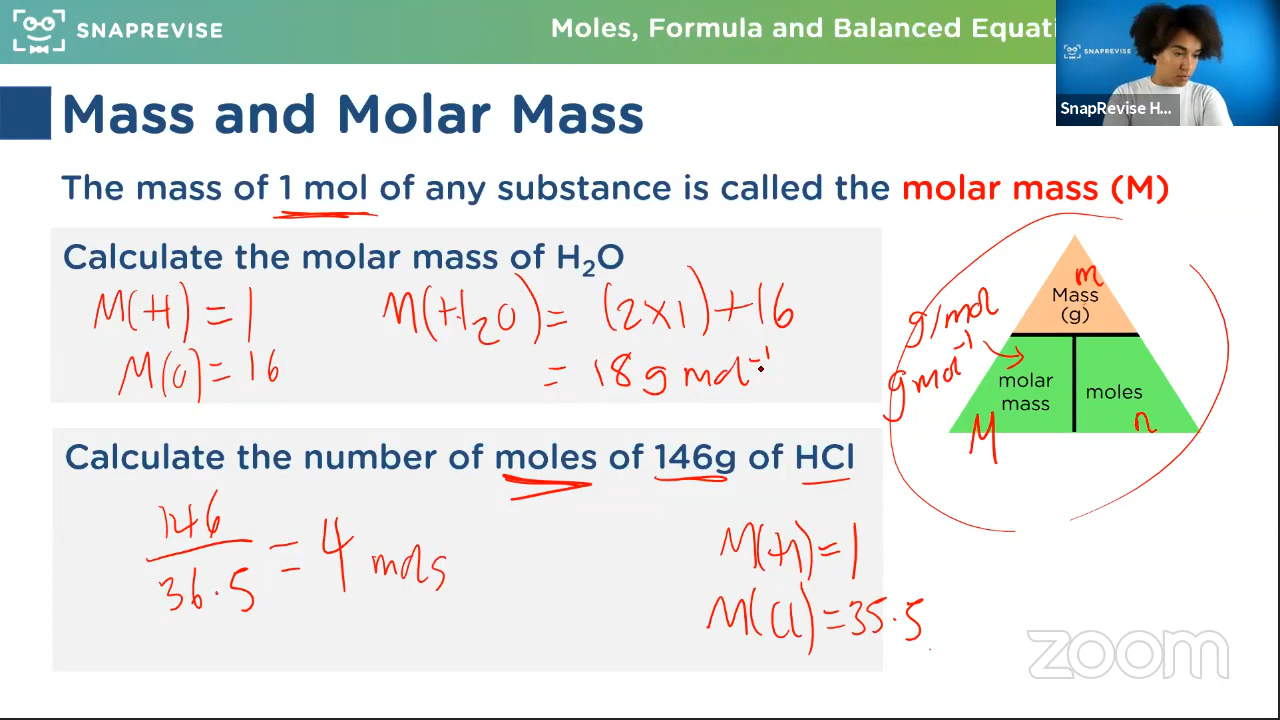 SNAPREVISE
Moles, Formula and Balanced Equati
SNAPREVISE
SnapRevise H...
Mass and Molar Mass
The mass of 1 mol of any substance is called the molar mass (M)
Calculate the molar mass of H₂O
M(H) = 1
M(O) = 16
M(H₂O) = (2×1)+16
= 18 g mol⁻¹
m
Mass
(g)
g/mol
g mol⁻¹
molar
mass
moles
M
n
Calculate the number of moles of 146g of HCl
146
36.5
= 4 mols
M(H) = 1
M(Cl) = 35.5
zoom